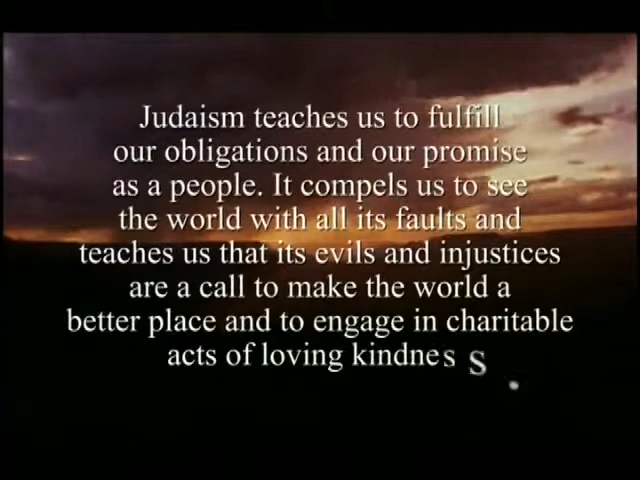 Judaism teaches us to fulfill
our obligations and our promise
as a people. It compels us to see
the world with all its faults and
teaches us that its evils and injustices
are a call to make the world a
better place and to engage in charitable
acts of loving kindness.